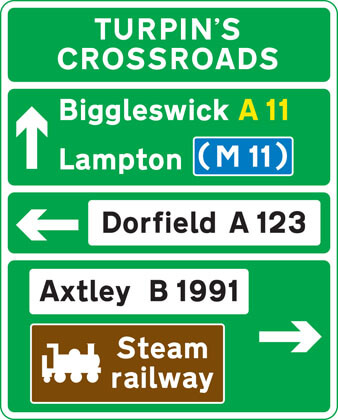 TURPIN'S
CROSSROADS
Biggleswick A 11
Lampton (M 11)
Dorfield A 123
Axtley B 1991
Steam
railway